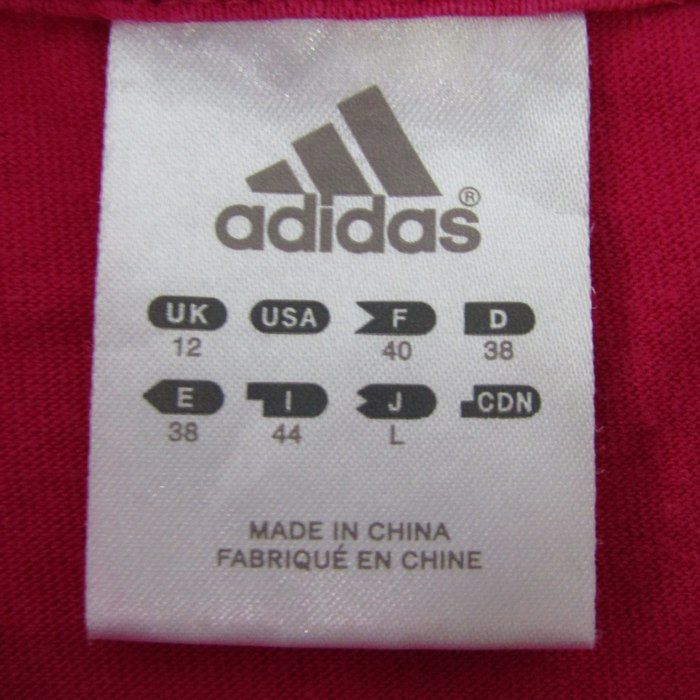 adidas®
UK USA F D
12 40 38
E I J CDN
38 44 L
MADE IN CHINA
FABRIQUÉ EN CHINE